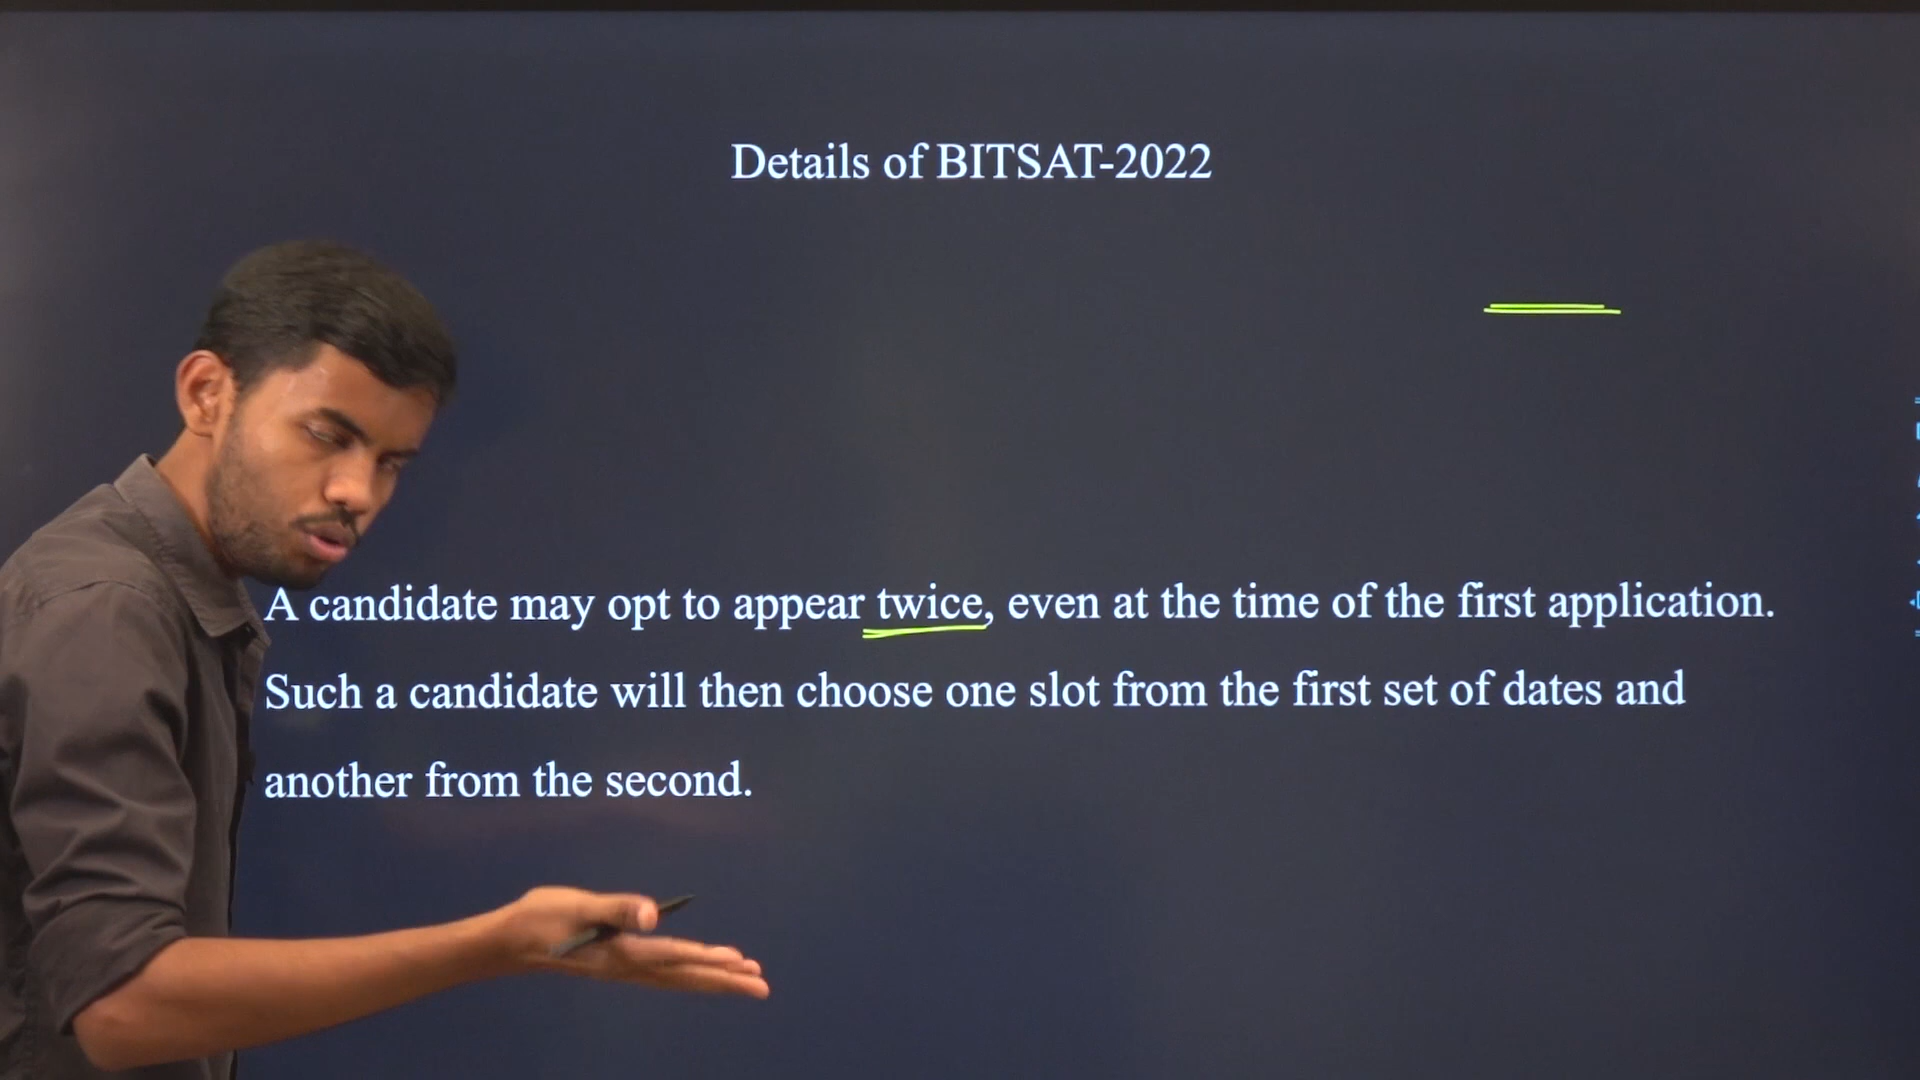 Details of BITSAT-2022
A candidate may opt to appear twice, even at the time of the first application.
Such a candidate will then choose one slot from the first set of dates and
another from the second.